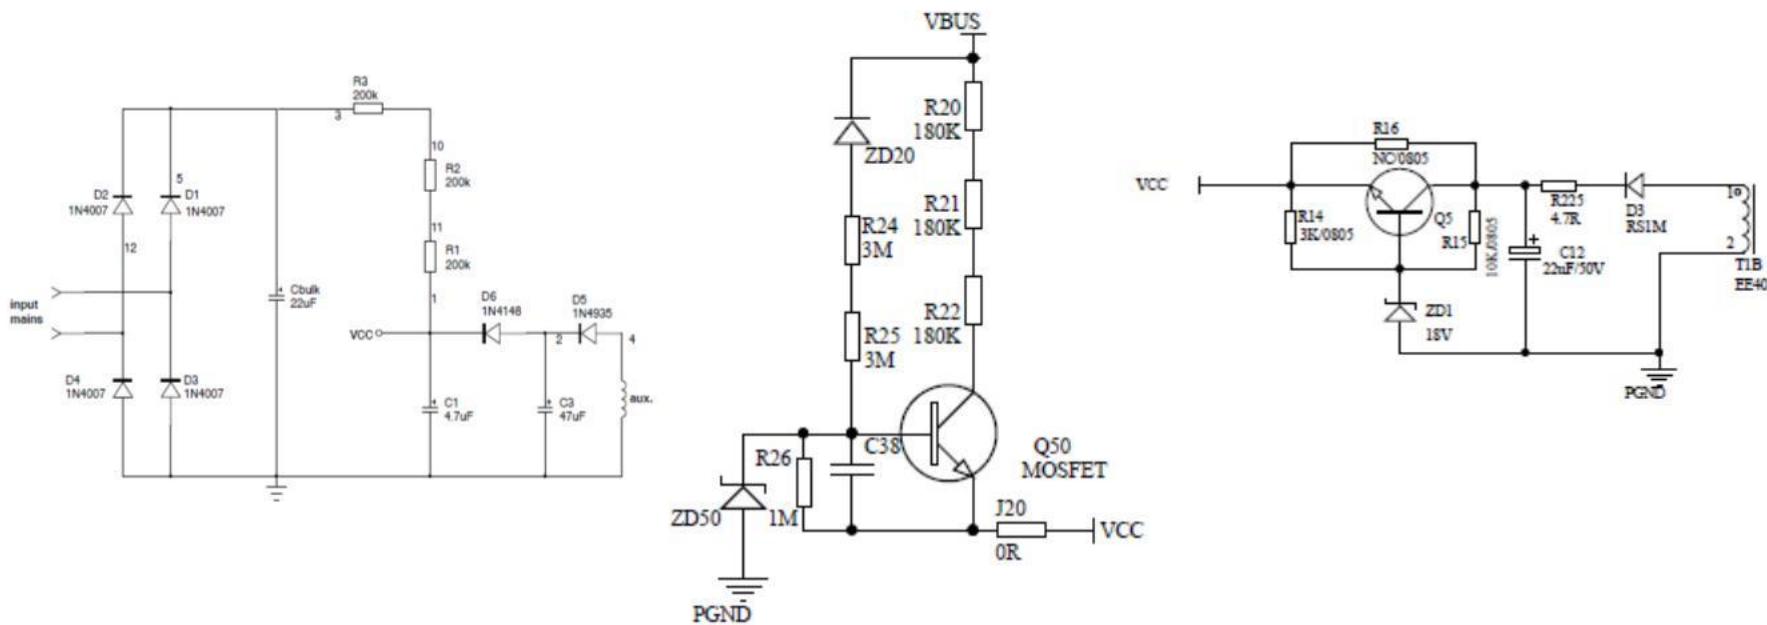 R3
200k
3
10
R2
200k
5
D2
1N4007
D1
1N4007
12
11
R1
200k
input
mains
Cbulk
22uF
1
D6
1N4148
D5
1N4935
VCC
2
4
D4
1N4007
D3
1N4007
C1
4.7uF
C3
47uF
aux.
VBUS
R20
180K
ZD20
R24
3M
R21
180K
R25
3M
R22
180K
R26
1M
C38
Q50
MOSFET
ZD50
J20
0R
VCC
PGND
R16
NC/0805
VCC
R14
3K/0805
Q5
R15
10K/0805
R225
4.7R
D3
RS1M
1
2
C12
22uF/50V
T1B
EE40
ZD1
18V
PGND